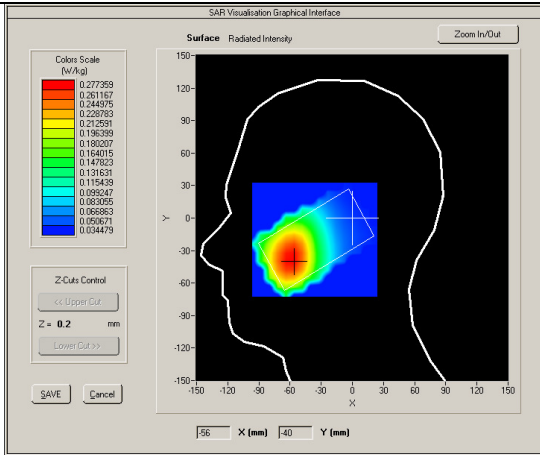 SAR Visualisation Graphical Interface
Surface Radiated Intensity
Zoom In/Out
Colors Scale
(W/kg)
0.277359
0.261167
0.244975
0.228783
0.212591
0.196399
0.180207
0.164015
0.147823
0.131631
0.115439
0.099247
0.083055
0.066863
0.050671
0.034479
Z-Cuts Control
<< Upper Cut
Z = 0.2 mm
Lower Cut >>
SAVE Cancel
150-
120-
90-
60-
30-
0-
-30-
-60-
-90-
-120-
-150-
Y
-150 -120 -90 -60 -30 0 30 60 90 120 150
X
-56 X (mm) -40 Y (mm)